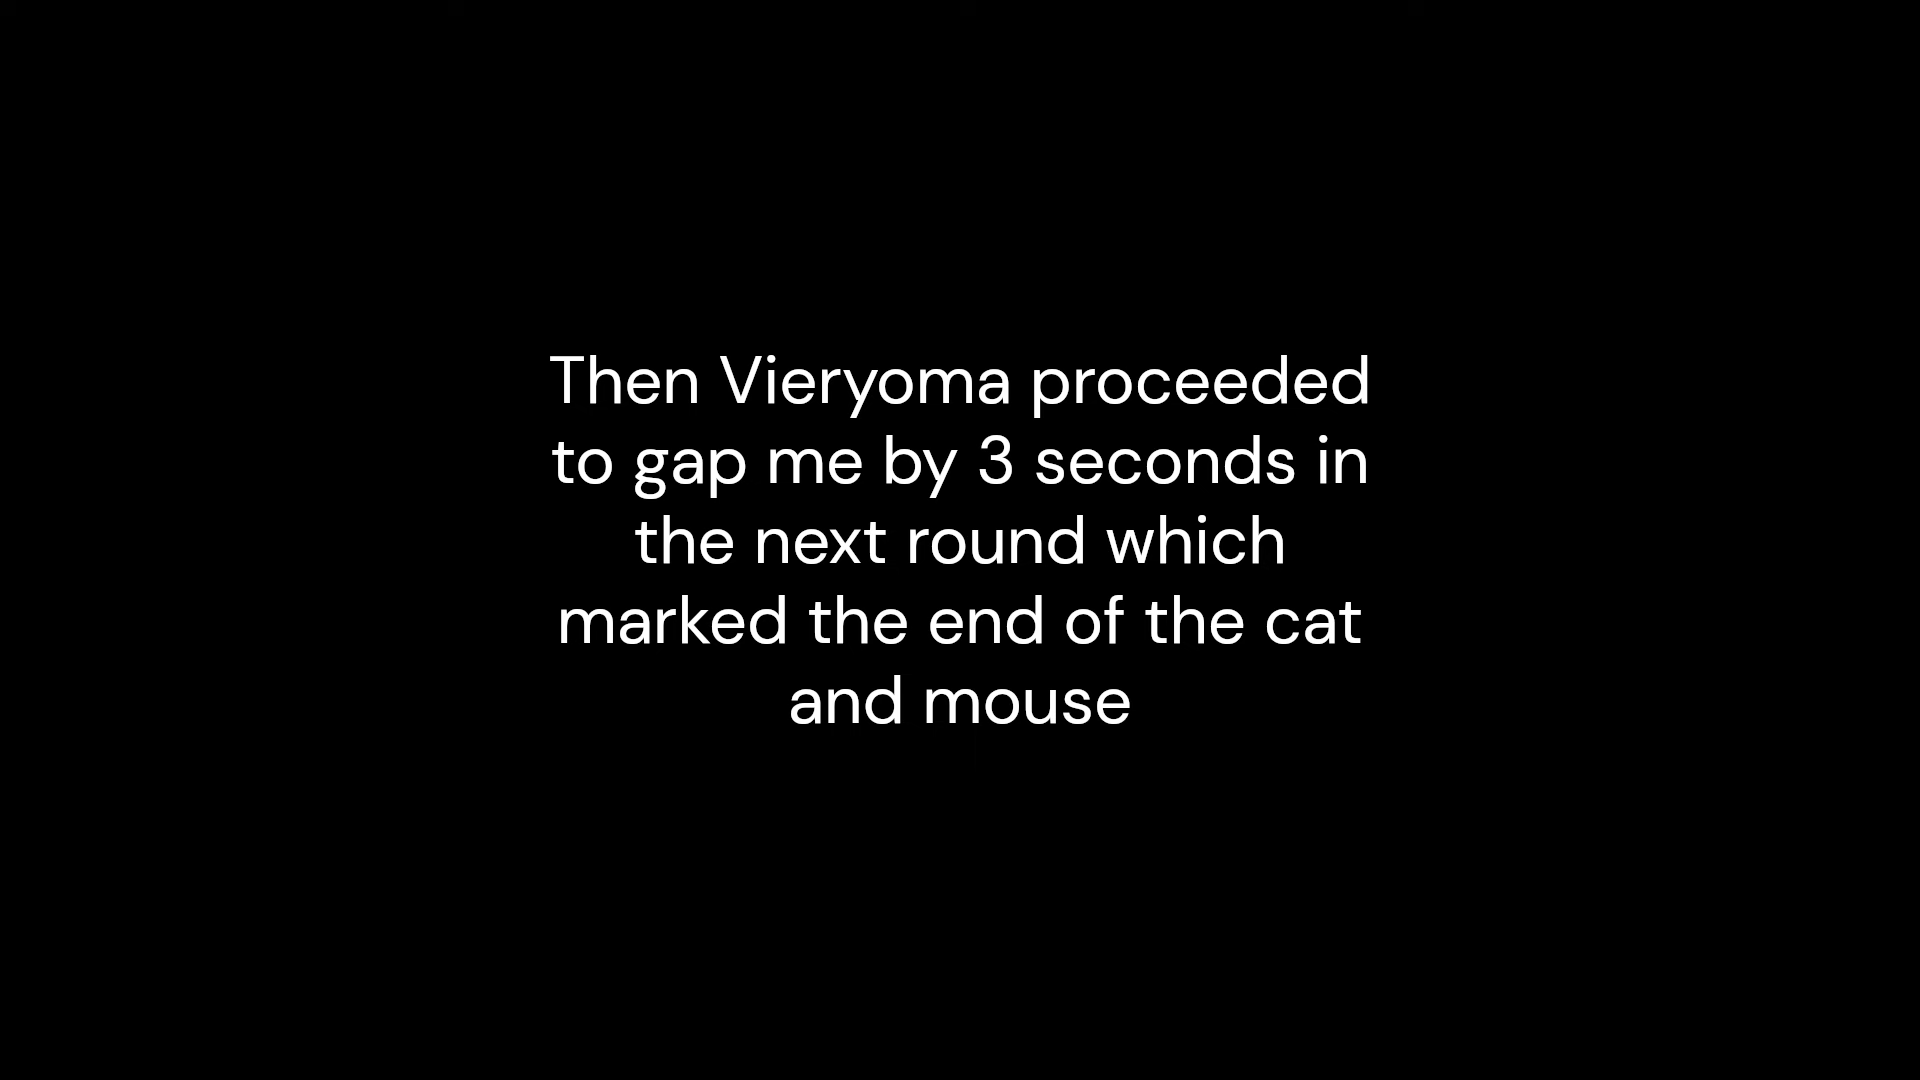 Then Vieryoma proceeded
to gap me by 3 seconds in
the next round which
marked the end of the cat
and mouse